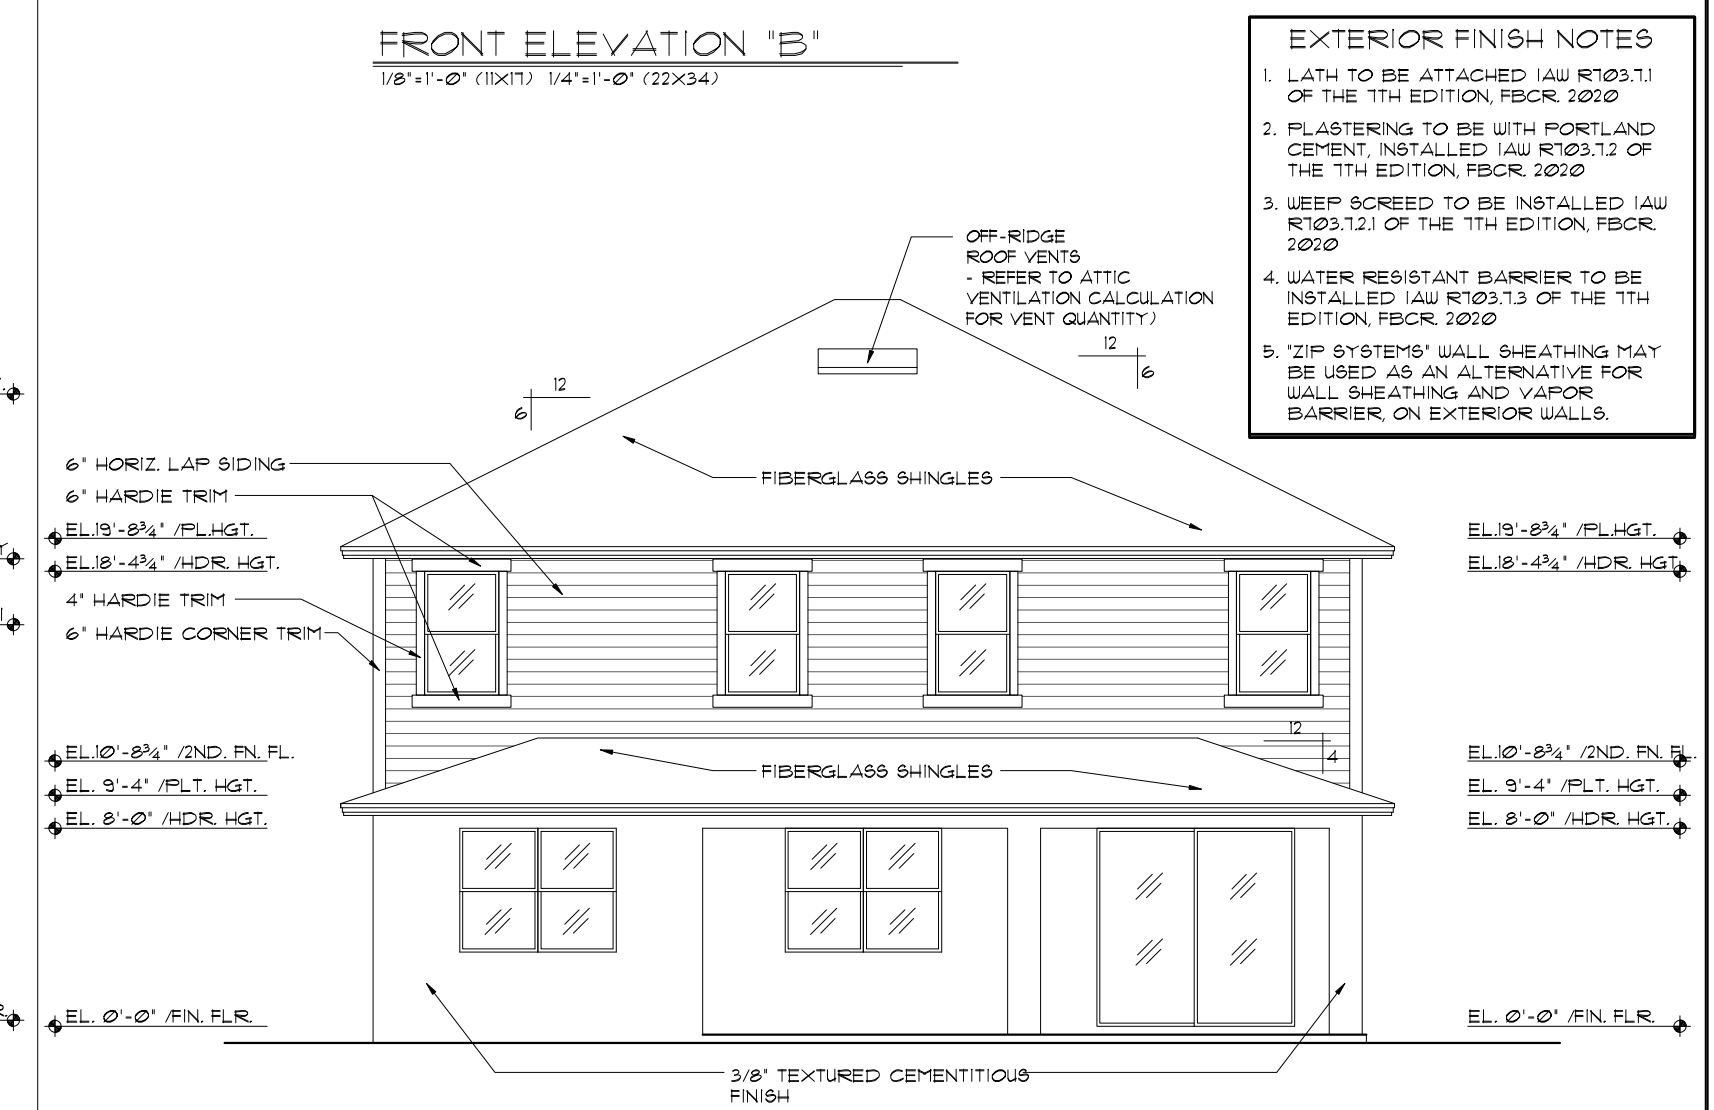 FRONT ELEVATION "B"
1/8"=1'-0" (11X17) 1/4"=1'-0" (22X34)
EXTERIOR FINISH NOTES
1. LATH TO BE ATTACHED IAW R703.7.1
OF THE 7TH EDITION, FBCR. 2020
2. PLASTERING TO BE WITH PORTLAND
CEMENT, INSTALLED IAW R703.7.2 OF
THE 7TH EDITION, FBCR. 2020
3. WEEP SCREED TO BE INSTALLED IAW
R703.7.2.1 OF THE 7TH EDITION, FBCR.
2020
4. WATER RESISTANT BARRIER TO BE
INSTALLED IAW R703.7.3 OF THE 7TH
EDITION, FBCR. 2020
5. "ZIP SYSTEMS" WALL SHEATHING MAY
BE USED AS AN ALTERNATIVE FOR
WALL SHEATHING AND VAPOR
BARRIER, ON EXTERIOR WALLS.
OFF-RIDGE
ROOF VENTS
- REFER TO ATTIC
VENTILATION CALCULATION
FOR VENT QUANTITY)
12
6
12
6
6" HORIZ. LAP SIDING
FIBERGLASS SHINGLES
6" HARDIE TRIM
EL.19'-8¾" /PL.HGT.
EL.19'-8¾" /PL.HGT.
EL.18'-4¾" /HDR. HGT.
EL.18'-4¾" /HDR. HGT.
4" HARDIE TRIM
6" HARDIE CORNER TRIM
12
4
EL.10'-8¾" /2ND. FN. FL.
EL.10'-8¾" /2ND. FN. FL.
FIBERGLASS SHINGLES
EL. 9'-4" /PLT. HGT.
EL. 9'-4" /PLT. HGT.
EL. 8'-0" /HDR. HGT.
EL. 8'-0" /HDR. HGT.
EL. 0'-0" /FIN. FLR.
EL. 0'-0" /FIN. FLR.
3/8" TEXTURED CEMENTITIOUS
FINISH